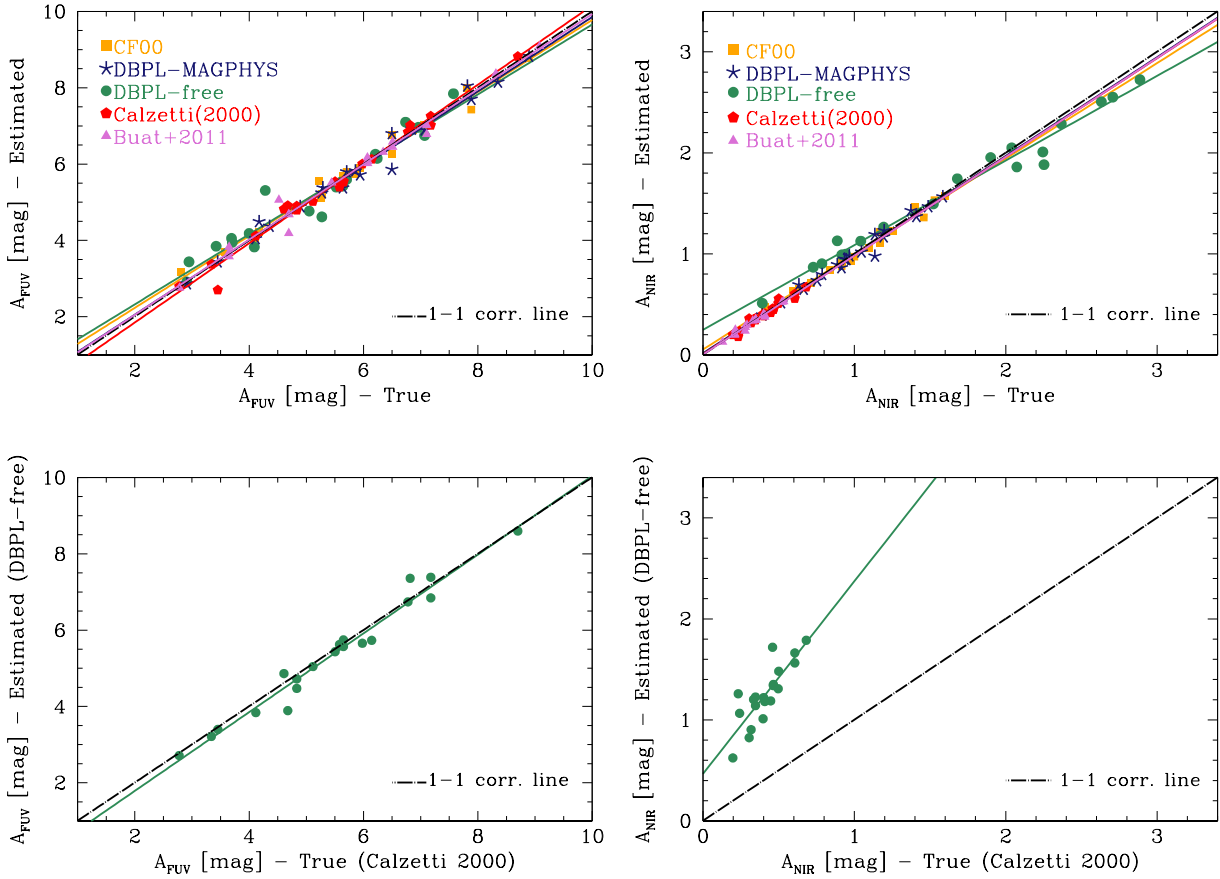 10
8
6
4
2
A_FUV [mag] − Estimated
CF00
DBPL−MAGPHYS
DBPL−free
Calzetti(2000)
Buat+2011
1−1 corr. line
2 4 6 8 10
A_FUV [mag] − True
3
2
1
0
A_NIR [mag] − Estimated
CF00
DBPL−MAGPHYS
DBPL−free
Calzetti(2000)
Buat+2011
1−1 corr. line
0 1 2 3
A_NIR [mag] − True
10
8
6
4
2
A_FUV [mag] − Estimated (DBPL−free)
1−1 corr. line
2 4 6 8 10
A_FUV [mag] − True (Calzetti 2000)
3
2
1
0
A_NIR [mag] − Estimated (DBPL−free)
1−1 corr. line
0 1 2 3
A_NIR [mag] − True (Calzetti 2000)